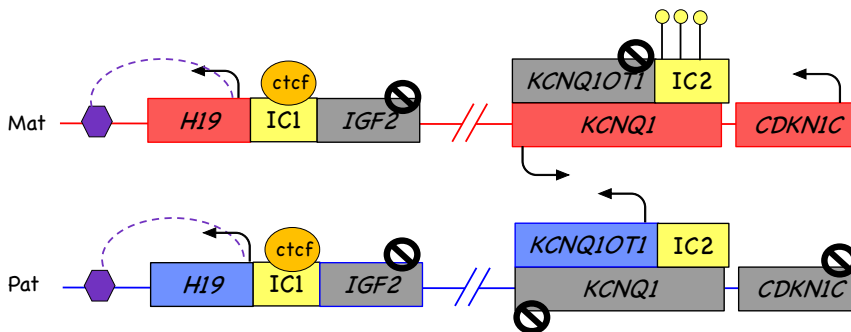 ctcf
KCNQ1OT1 IC2
Mat H19 IC1 IGF2 KCNQ1 CDKN1C
ctcf
KCNQ1OT1 IC2
Pat H19 IC1 IGF2 KCNQ1 CDKN1C